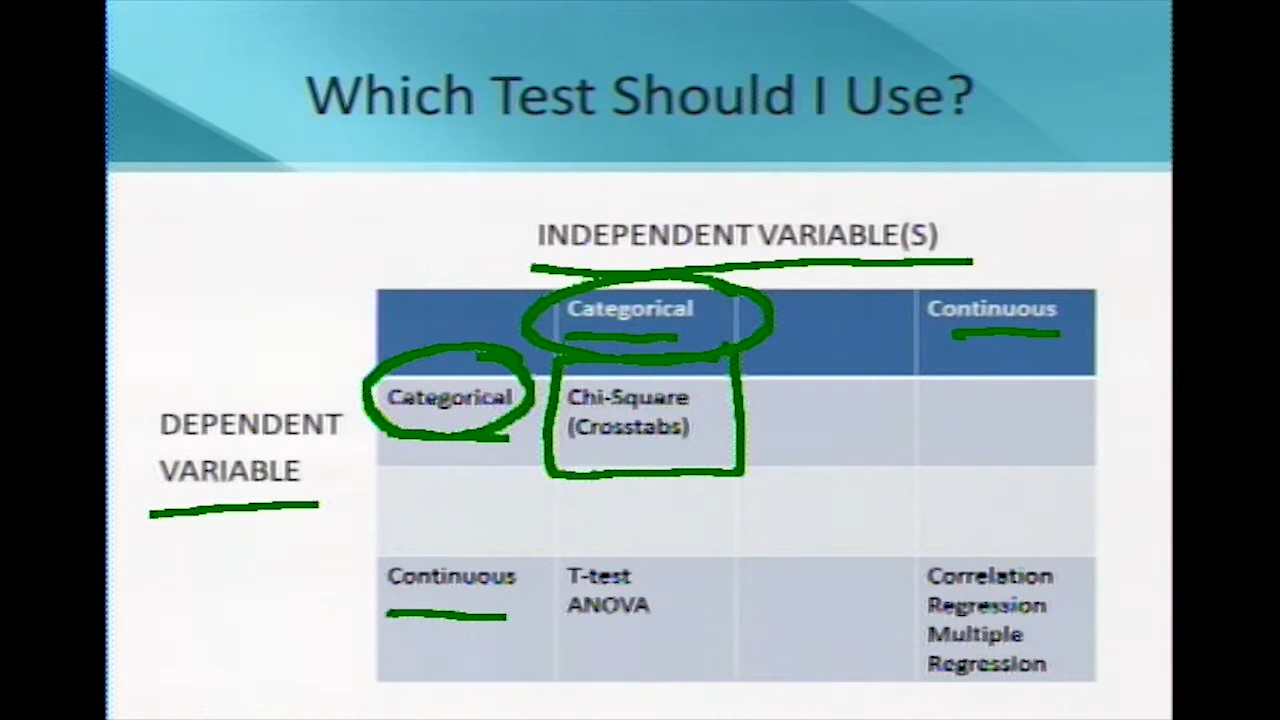 Which Test Should I Use?
INDEPENDENT VARIABLE(S)
Categorical Continuous
DEPENDENT
VARIABLE
Categorical
Chi-Square
(Crosstabs)
Continuous
T-test
ANOVA
Correlation
Regression
Multiple
Regression